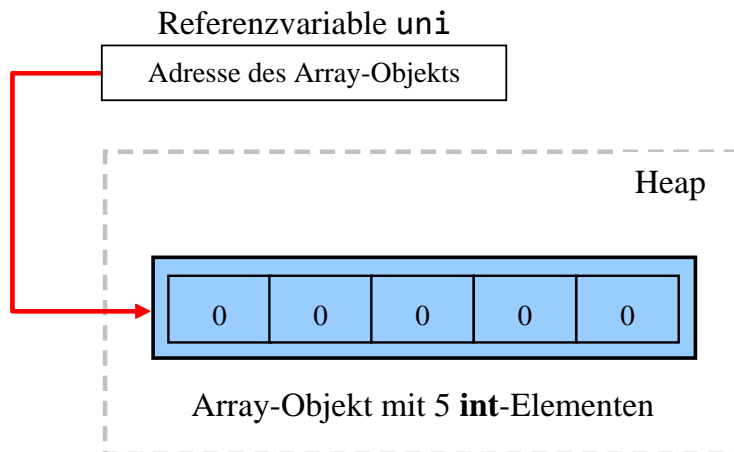 Referenzvariable uni
Adresse des Array-Objekts
Heap
0 0 0 0 0
Array-Objekt mit 5 int-Elementen